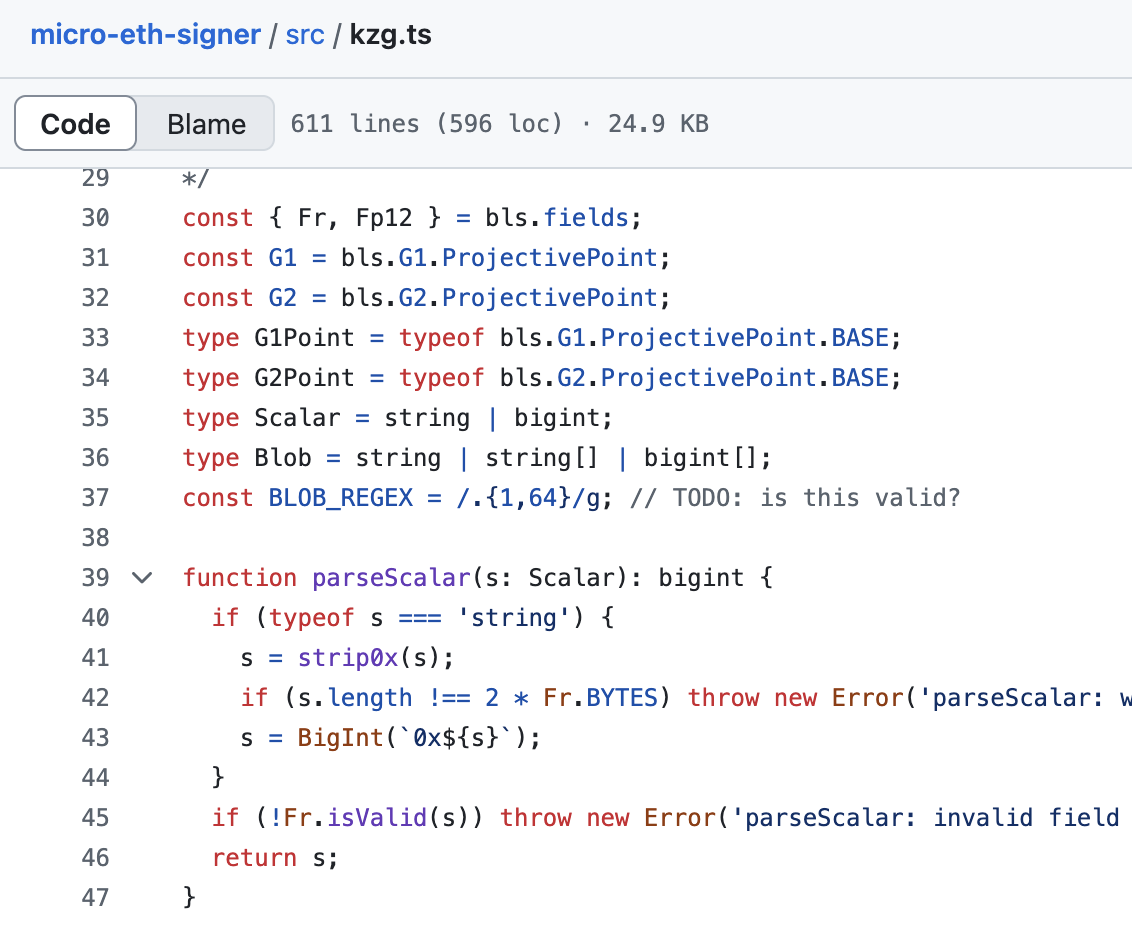 micro-eth-signer / src / kzg.ts
Code Blame 611 lines (596 loc) · 24.9 KB
29 */
30 const { Fr, Fp12 } = bls.fields;
31 const G1 = bls.G1.ProjectivePoint;
32 const G2 = bls.G2.ProjectivePoint;
33 type G1Point = typeof bls.G1.ProjectivePoint.BASE;
34 type G2Point = typeof bls.G2.ProjectivePoint.BASE;
35 type Scalar = string | bigint;
36 type Blob = string | string[] | bigint[];
37 const BLOB_REGEX = /.{1,64}/g; // TODO: is this valid?
38
39 function parseScalar(s: Scalar): bigint {
40   if (typeof s === 'string') {
41     s = strip0x(s);
42     if (s.length !== 2 * Fr.BYTES) throw new Error('parseScalar: w
43     s = BigInt(`0x${s}`);
44   }
45   if (!Fr.isValid(s)) throw new Error('parseScalar: invalid field
46   return s;
47 }